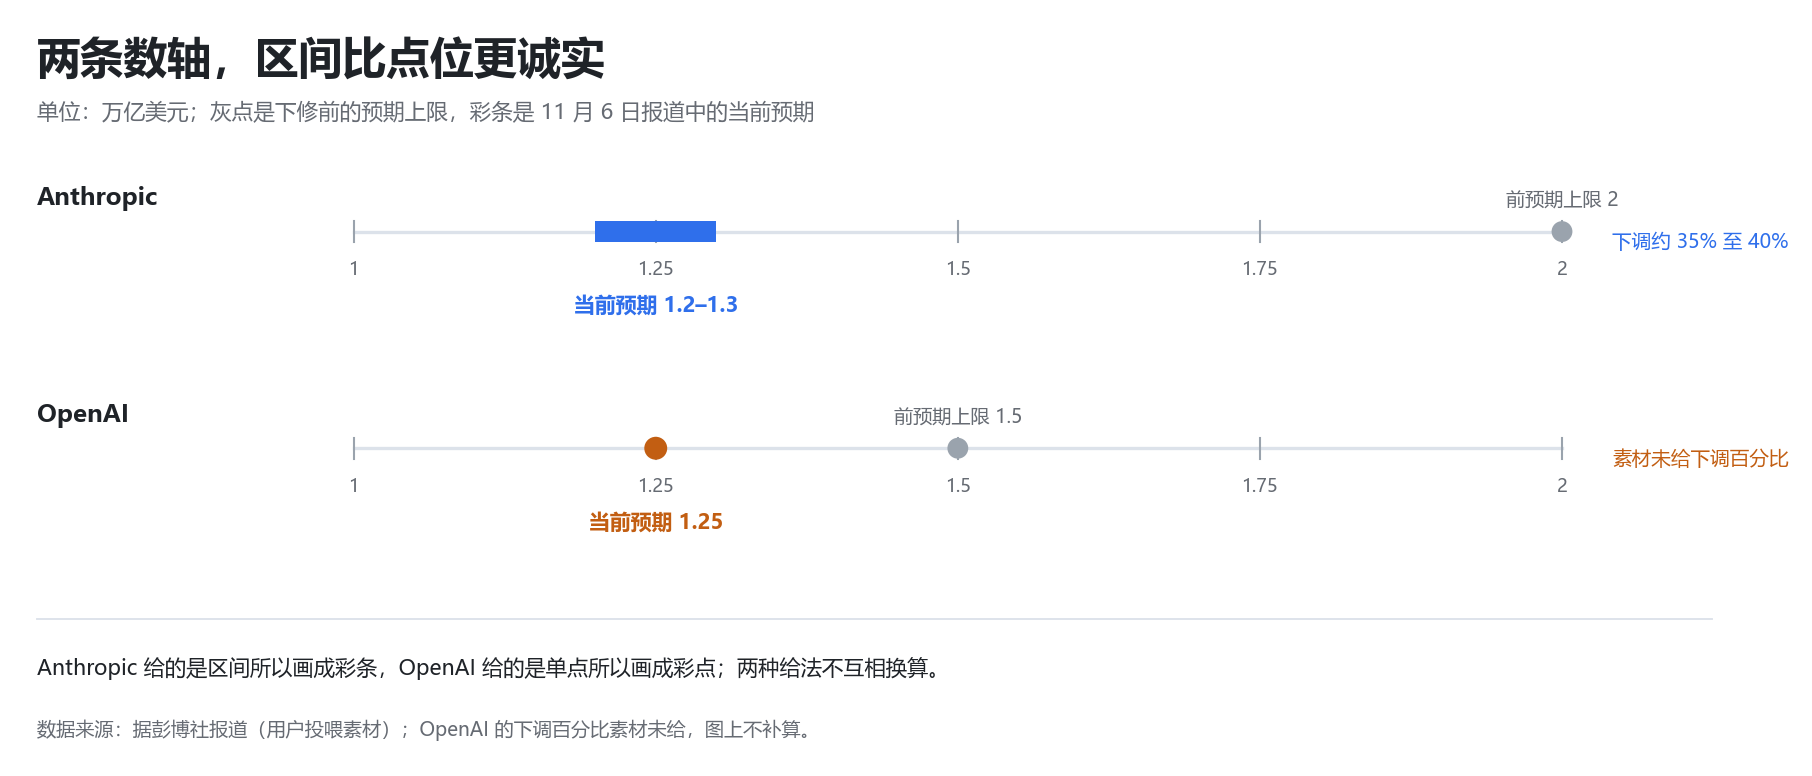 两条数轴，区间比点位更诚实
单位：万亿美元；灰点是下修前的预期上限，彩条是 11 月 6 日报道中的当前预期
Anthropic
前预期上限 2
下调约 35% 至 40%
1 1.25 1.5 1.75 2
当前预期 1.2–1.3
OpenAI
前预期上限 1.5
素材未给下调百分比
1 1.25 1.5 1.75 2
当前预期 1.25
Anthropic 给的是区间所以画成彩条，OpenAI 给的是单点所以画成彩点；两种给法不互相换算。
数据来源：据彭博社报道（用户投喂素材）；OpenAI 的下调百分比素材未给，图上不补算。